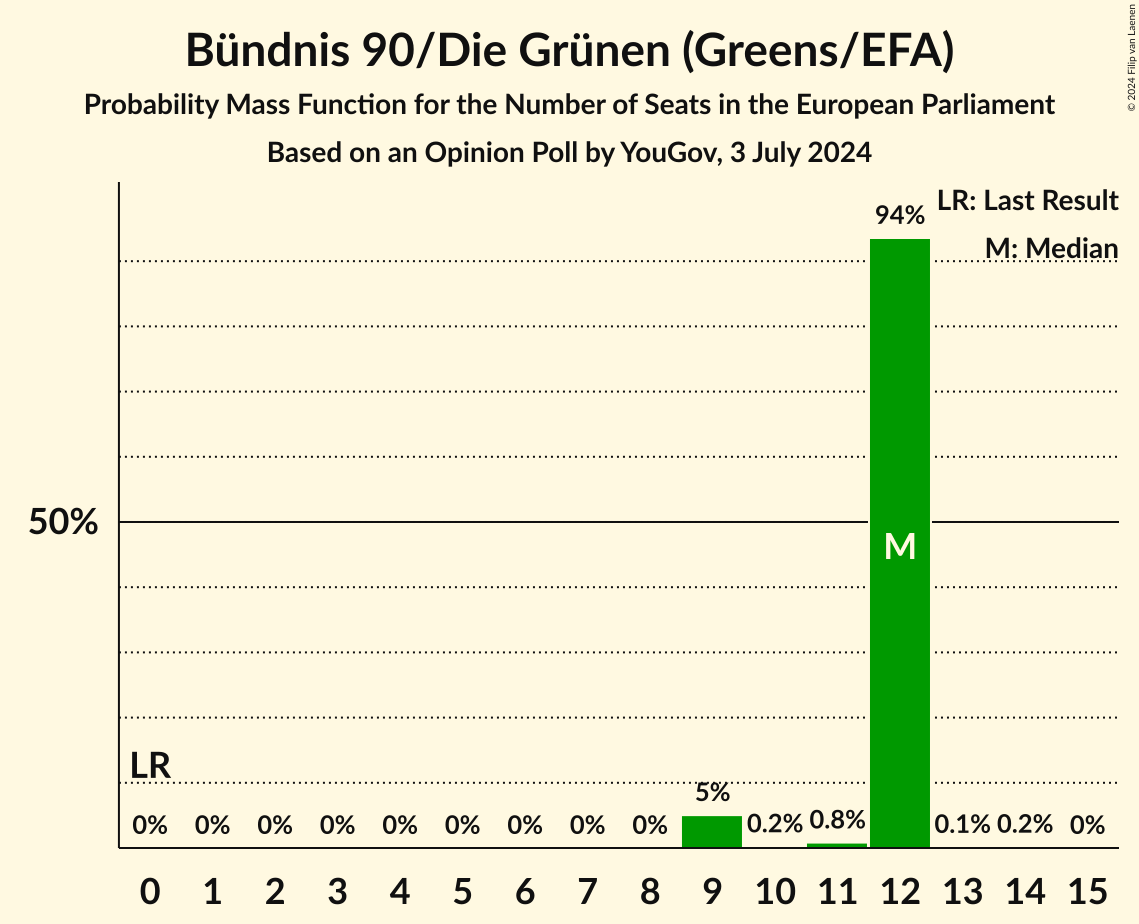 Bündnis 90/Die Grünen (Greens/EFA)
Probability Mass Function for the Number of Seats in the European Parliament
Based on an Opinion Poll by YouGov, 3 July 2024
© 2024 Filip van Laenen
LR: Last Result
M: Median
94%
50%
M
LR
0% 0% 0% 0% 0% 0% 0% 0% 0% 5% 0.2% 0.8% 0.1% 0.2% 0%
0 1 2 3 4 5 6 7 8 9 10 11 12 13 14 15